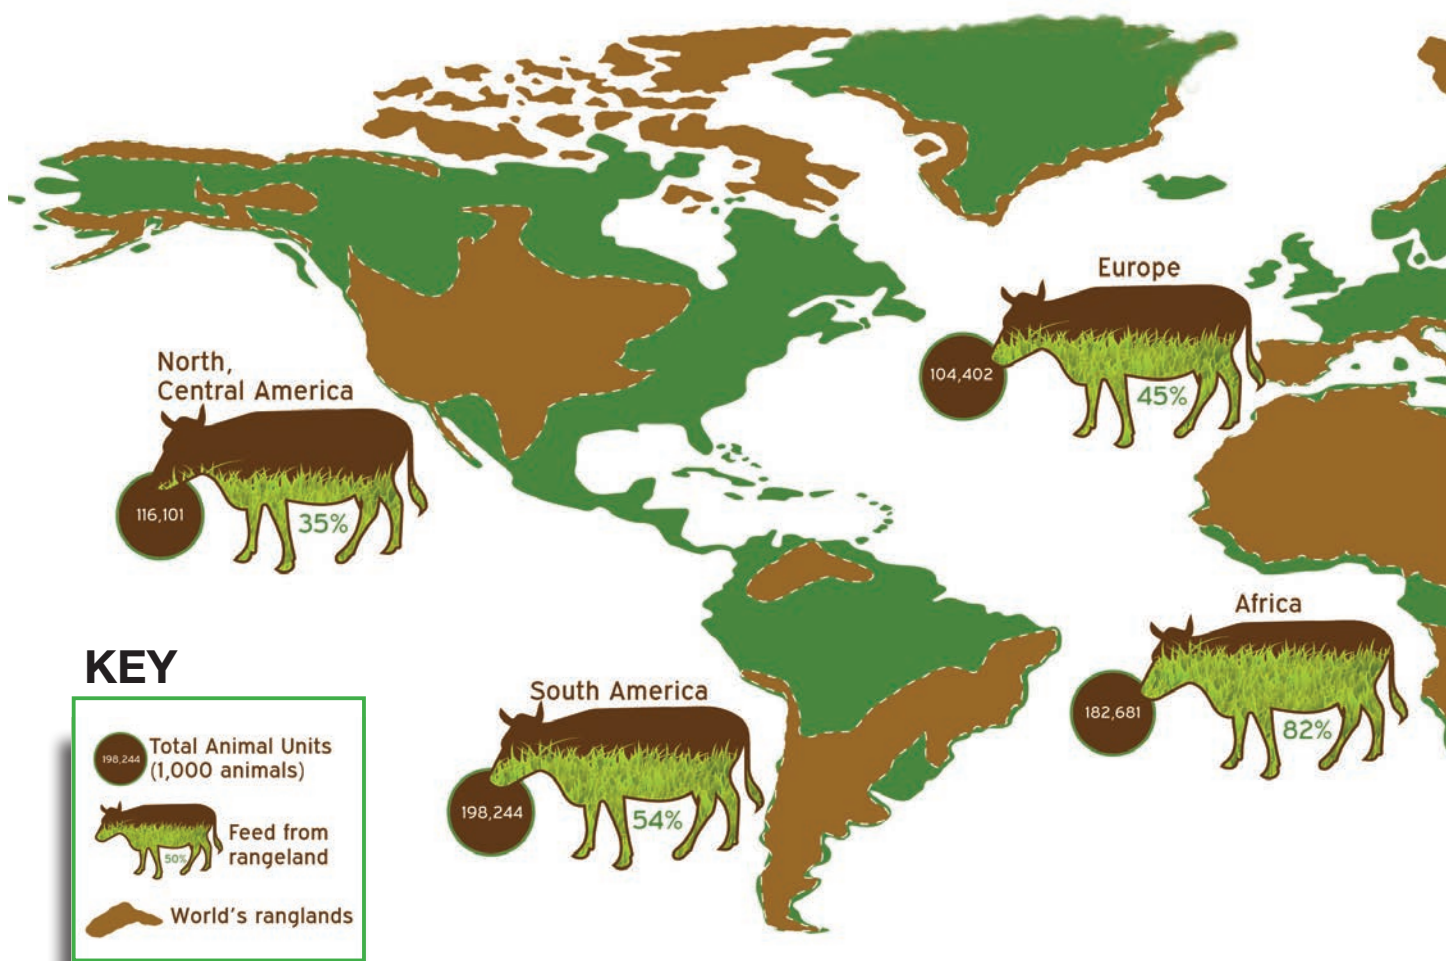 Europe
104,402
45%
North,
Central America
116,101
35%
Africa
182,681
82%
South America
198,244
54%
KEY
198,244
Total Animal Units
(1,000 animals)
50%
Feed from
rangeland
World's ranglands